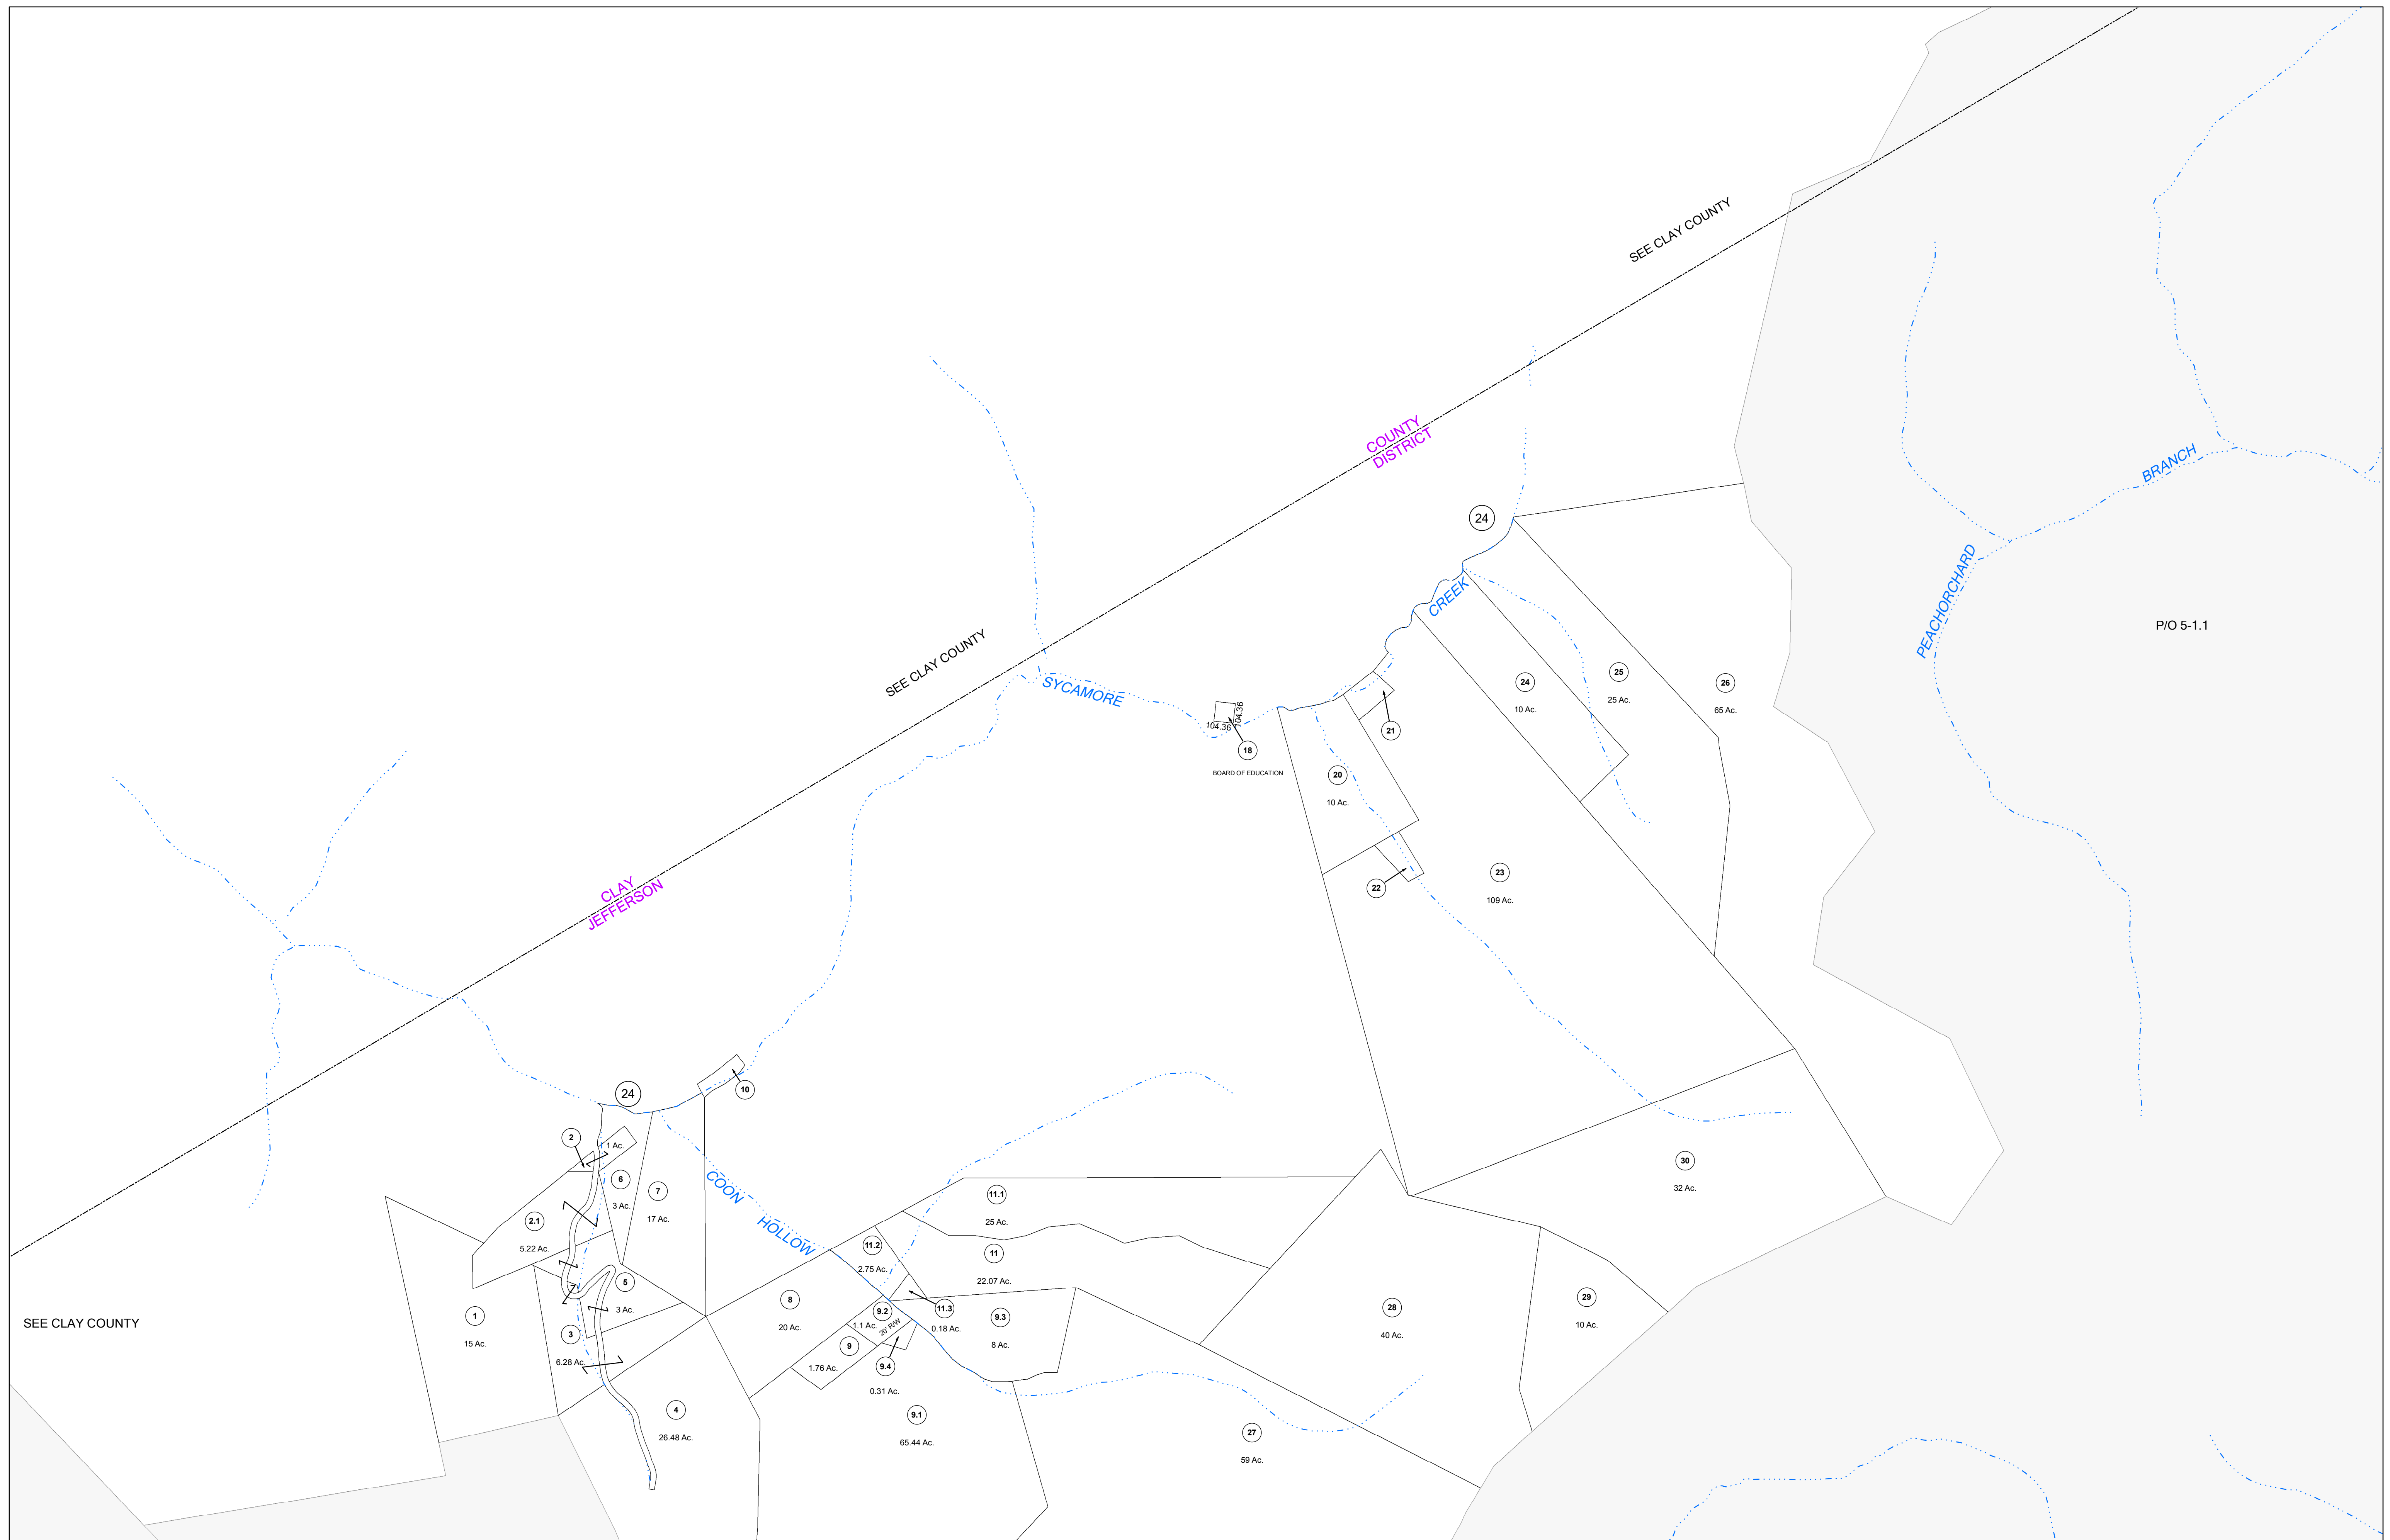 SEE CLAY COUNTY
COUNTY
DISTRICT
BRANCH
24
PEACHORCHARD
CREEK
P/O 5-1.1
SEE CLAY COUNTY
SYCAMORE
25
25 Ac.
24
10 Ac.
26
65 Ac.
104.36
104.36
21
18
BOARD OF EDUCATION
20
10 Ac.
23
109 Ac.
22
CLAY
JEFFERSON
10
24
2
1 Ac.
6
3 Ac.
7
17 Ac.
COON
HOLLOW
30
32 Ac.
11.1
25 Ac.
2.1
5.22 Ac.
11.2
2.75 Ac.
11
22.07 Ac.
5
3 Ac.
8
20 Ac.
9.2
1.1 Ac.
20' R/W
11.3
0.18 Ac.
9.3
8 Ac.
28
40 Ac.
29
10 Ac.
SEE CLAY COUNTY
1
15 Ac.
3
6.28 Ac.
9
1.76 Ac.
9.4
0.31 Ac.
4
26.48 Ac.
9.1
65.44 Ac.
27
59 Ac.